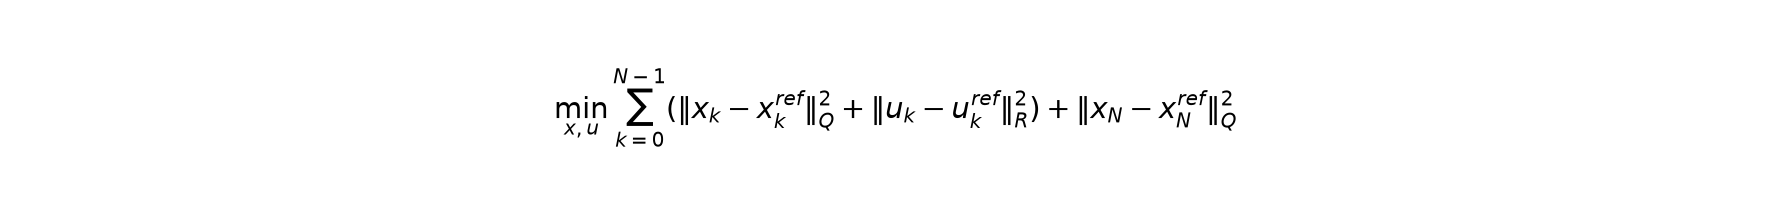 \min_{x,u} \sum_{k=0}^{N-1} (\|x_k - x_k^{ref}\|_Q^2 + \|u_k - u_k^{ref}\|_R^2) + \|x_N - x_N^{ref}\|_Q^2